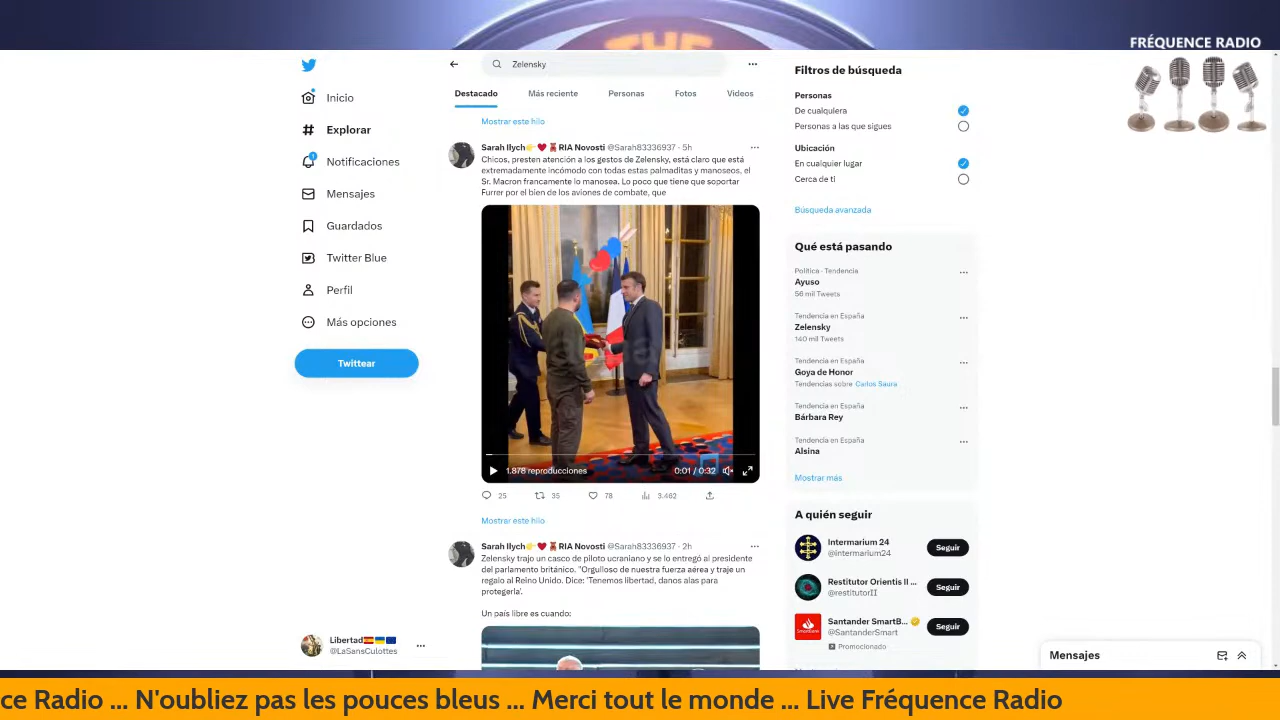 THE
FRÉQUENCE RADIO
Zelensky
Destacado
Más reciente
Personas
Fotos
Videos
Inicio
Explorar
1
Notificaciones
Mensajes
Guardados
Twitter Blue
Perfil
Más opciones
Twittear
Libertad
@LaSansCulottes
Mostrar este hilo
Sarah Ilych RIA Novosti @Sarah83336937 · 5h
Chicos, presten atención a los gestos de Zelensky, está claro que está
extremadamente incómodo con todas estas palmaditas y manoseos, el
Sr. Macron francamente lo manosea. Lo poco que tiene que soportar
Furrer por el bien de los aviones de combate, que
1.878 reproducciones
0:01 / 0:32
25
35
78
3.462
Mostrar este hilo
Sarah Ilych RIA Novosti @Sarah83336937 · 2h
Zelensky trajo un casco de piloto ucraniano y se lo entregó al presidente
del parlamento británico. "Orgulloso de nuestra fuerza aérea y traje un
regalo al Reino Unido. Dice: 'Tenemos libertad, danos alas para
protegerla'.
Un país libre es cuando:
Filtros de búsqueda
Personas
De cualquiera
Personas a las que sigues
Ubicación
En cualquier lugar
Cerca de ti
Búsqueda avanzada
Qué está pasando
Política · Tendencia
Ayuso
56 mil Tweets
Tendencia en España
Zelensky
140 mil Tweets
Tendencia en España
Goya de Honor
Tendencias sobre Carlos Saura
Tendencia en España
Bárbara Rey
Tendencia en España
Alsina
Mostrar más
A quién seguir
Intermarium 24
@intermarium24
Seguir
Restitutor Orientis II ...
@restitutorII
Seguir
Santander SmartB...
@SantanderSmart
Seguir
Promocionado
Mensajes
ce Radio ... N'oubliez pas les pouces bleus ... Merci tout le monde ... Live Fréquence Radio